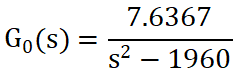 G₀(s) = 7.6367 / (s² − 1960)